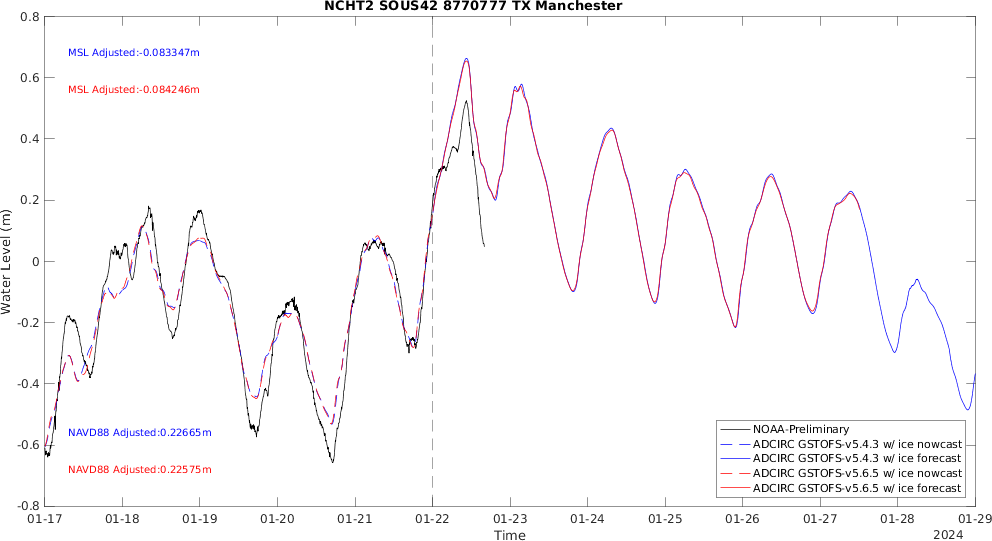 NCHT2 SOUS42 8770777 TX Manchester
Water Level (m)
0.8
0.6
0.4
0.2
0
-0.2
-0.4
-0.6
-0.8
MSL Adjusted:-0.083347m
MSL Adjusted:-0.084246m
NAVD88 Adjusted:0.22665m
NAVD88 Adjusted:0.22575m
NOAA-Preliminary
ADCIRC GSTOFS-v5.4.3 w/ ice nowcast
ADCIRC GSTOFS-v5.4.3 w/ ice forecast
ADCIRC GSTOFS-v5.6.5 w/ ice nowcast
ADCIRC GSTOFS-v5.6.5 w/ ice forecast
01-17 01-18 01-19 01-20 01-21 01-22 01-23 01-24 01-25 01-26 01-27 01-28 01-29
Time
2024